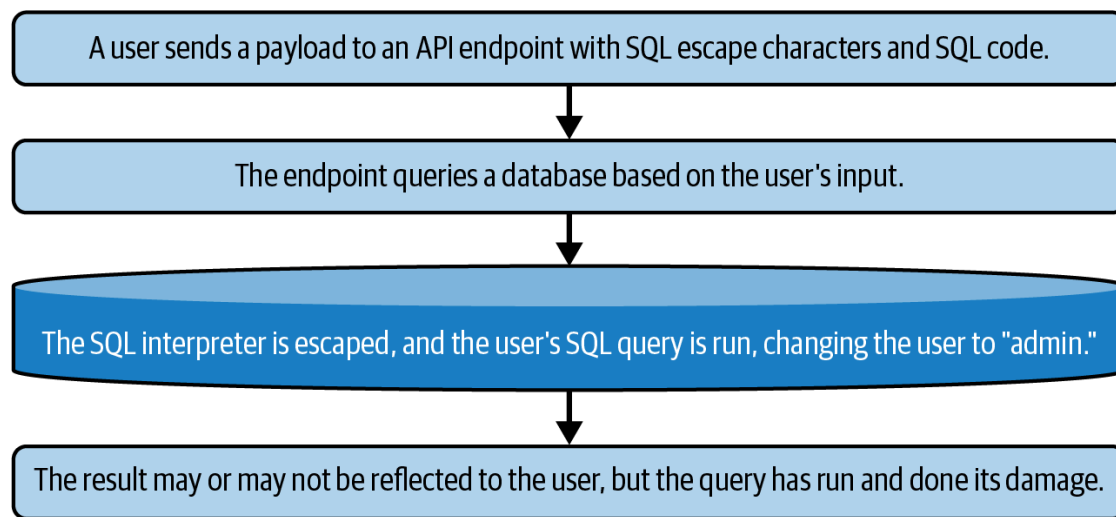 A user sends a payload to an API endpoint with SQL escape characters and SQL code.
The endpoint queries a database based on the user's input.
The SQL interpreter is escaped, and the user's SQL query is run, changing the user to "admin."
The result may or may not be reflected to the user, but the query has run and done its damage.